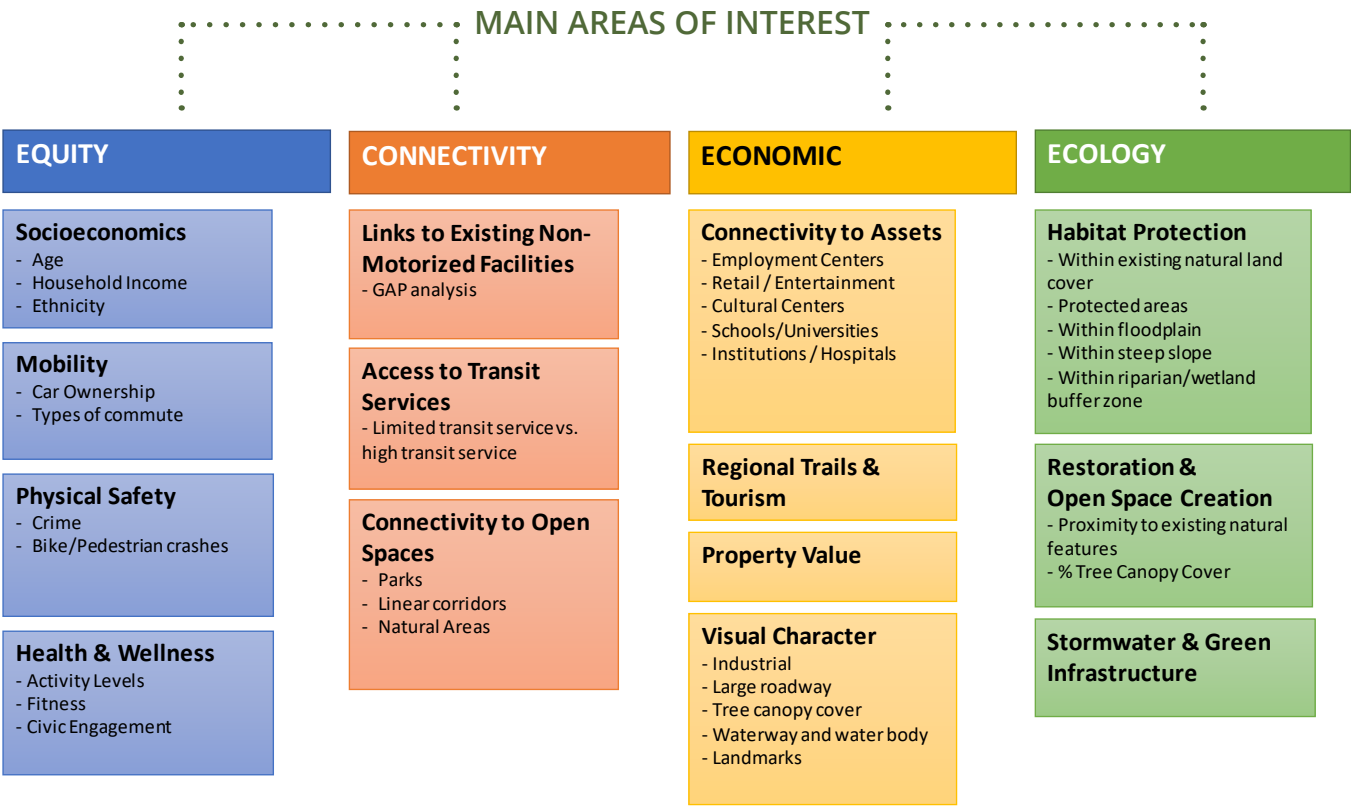 MAIN AREAS OF INTEREST
EQUITY
Socioeconomics
- Age
- Household Income
- Ethnicity
Mobility
- Car Ownership
- Types of commute
Physical Safety
- Crime
- Bike/Pedestrian crashes
Health & Wellness
- Activity Levels
- Fitness
- Civic Engagement
CONNECTIVITY
Links to Existing Non-
Motorized Facilities
- GAP analysis
Access to Transit
Services
- Limited transit service vs.
high transit service
Connectivity to Open
Spaces
- Parks
- Linear corridors
- Natural Areas
ECONOMIC
Connectivity to Assets
- Employment Centers
- Retail / Entertainment
- Cultural Centers
- Schools/Universities
- Institutions / Hospitals
Regional Trails &
Tourism
Property Value
Visual Character
- Industrial
- Large roadway
- Tree canopy cover
- Waterway and water body
- Landmarks
ECOLOGY
Habitat Protection
- Within existing natural land
cover
- Protected areas
- Within floodplain
- Within steep slope
- Within riparian/wetland
buffer zone
Restoration &
Open Space Creation
- Proximity to existing natural
features
- % Tree Canopy Cover
Stormwater & Green
Infrastructure